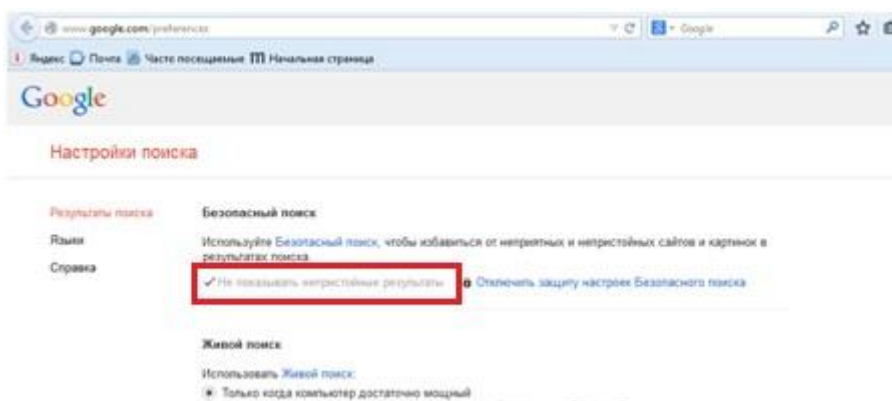 www.google.com/preferences
Google
Яндекс Почта Часто посещаемые Начальная страница
Google
Настройки поиска
Результаты поиска
Языки
Справка
Безопасный поиск
Используйте Безопасный поиск, чтобы избавиться от неприятных и непристойных сайтов и картинок в
результатах поиска.
Не показывать непристойные результаты
Отключить защиту настроек Безопасного поиска
Живой поиск
Использовать Живой поиск:
Только когда компьютер достаточно мощный